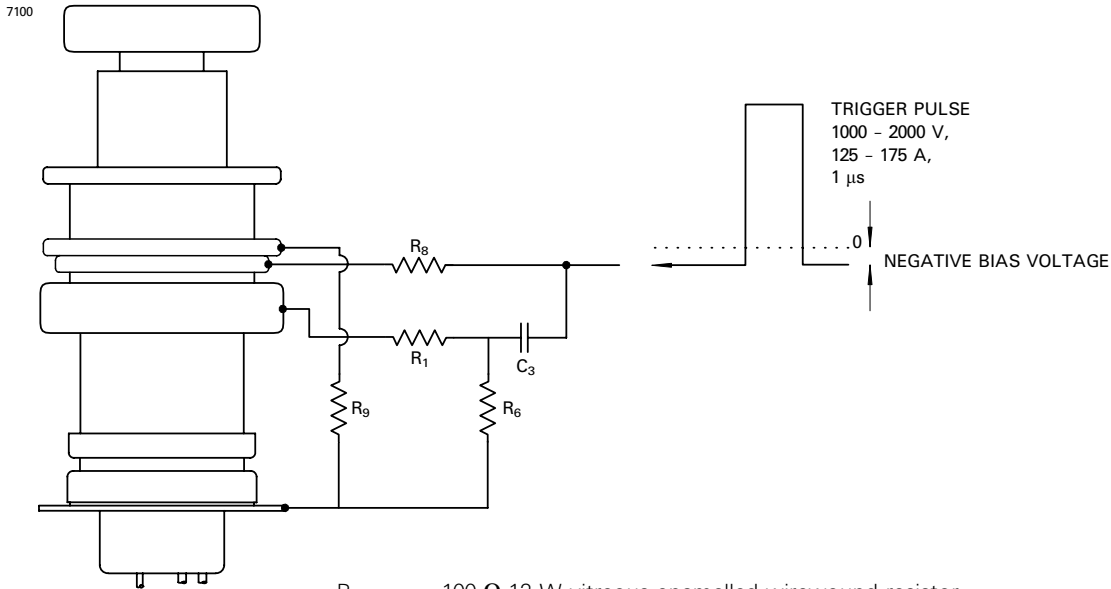 7100
TRIGGER PULSE
1000 – 2000 V,
125 – 175 A,
1 μs
0
NEGATIVE BIAS VOLTAGE
R8
R1
C3
R9
R6